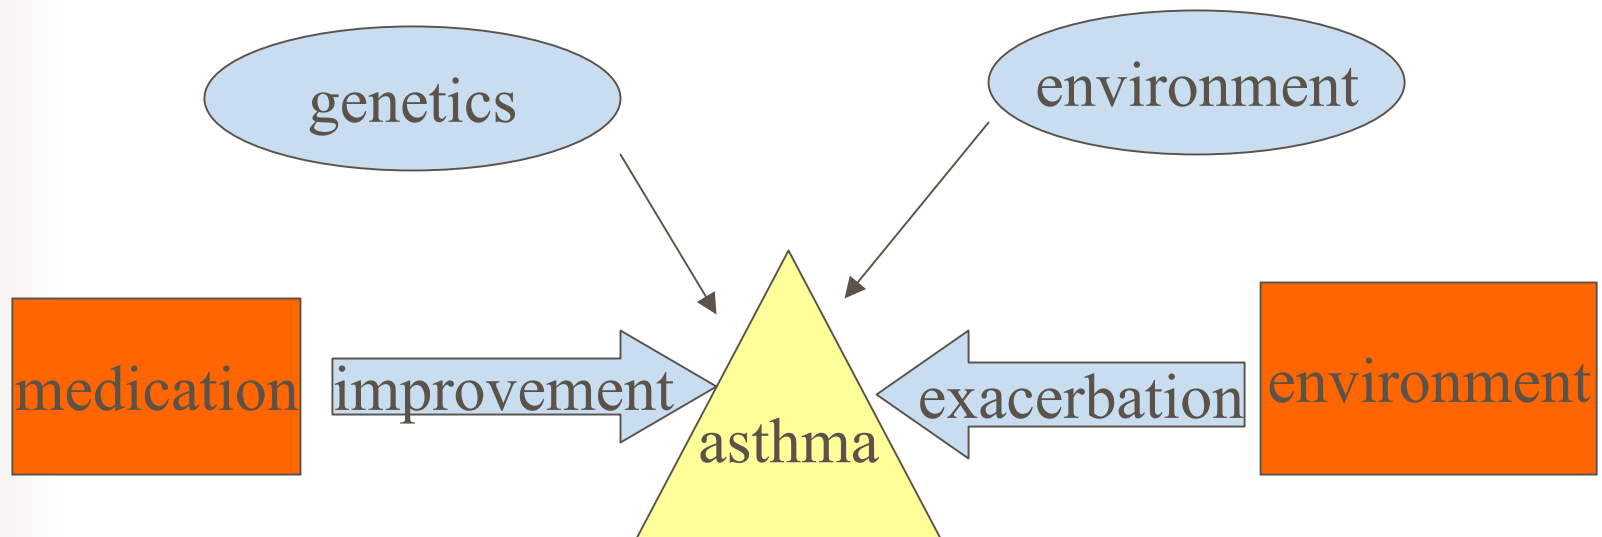 genetics
environment
medication
improvement
asthma
exacerbation
environment